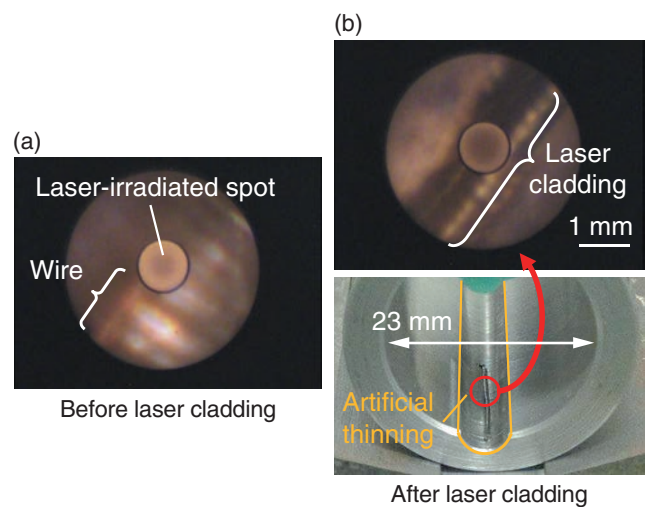 (a)
Laser-irradiated spot
Wire
Before laser cladding
(b)
Laser
cladding
1 mm
23 mm
Artificial
thinning
After laser cladding